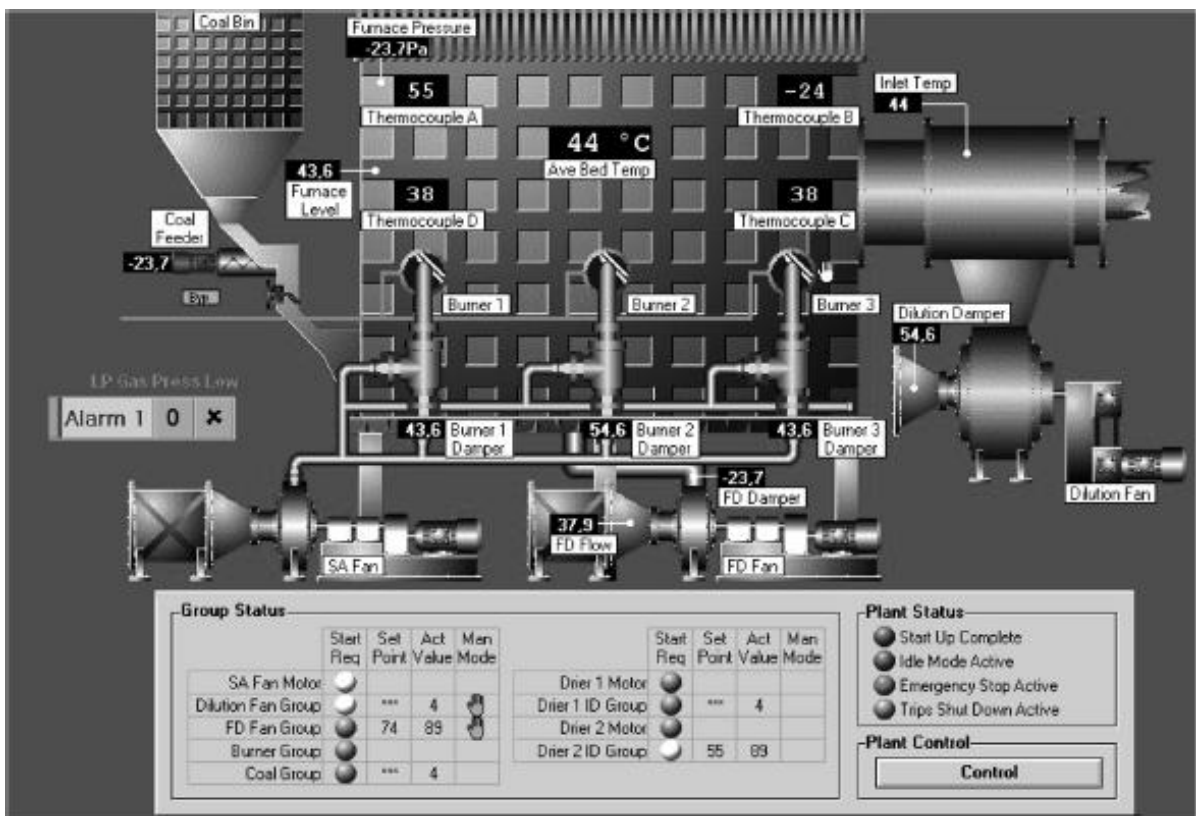 Coal Bin
Furnace Pressure
-23,7Pa
55
Thermocouple A
-24
Thermocouple B
Inlet Temp
44
44 °C
Ave Bed Temp
43,6
Furnace
Level
38
Thermocouple D
38
Thermocouple C
Coal
Feeder
-23,7
Byp
Burner 1
Burner 2
Burner 3
Dilution Damper
54,6
LP Gas Press Low
Alarm 1 0 ×
43,6 Burner 1
Damper
54,6 Burner 2
Damper
43,6 Burner 3
Damper
-23,7
FD Damper
Dilution Fan
37,9
FD Flow
SA Fan
FD Fan
Group Status
Start Req Set Point Act Value Man Mode
SA Fan Motor
Dilution Fan Group *** 4
FD Fan Group 74 89
Burner Group
Coal Group *** 4
Start Req Set Point Act Value Man Mode
Drier 1 Motor
Drier 1 ID Group *** 4
Drier 2 Motor
Drier 2 ID Group 55 89
Plant Status
Start Up Complete
Idle Mode Active
Emergency Stop Active
Trips Shut Down Active
Plant Control
Control